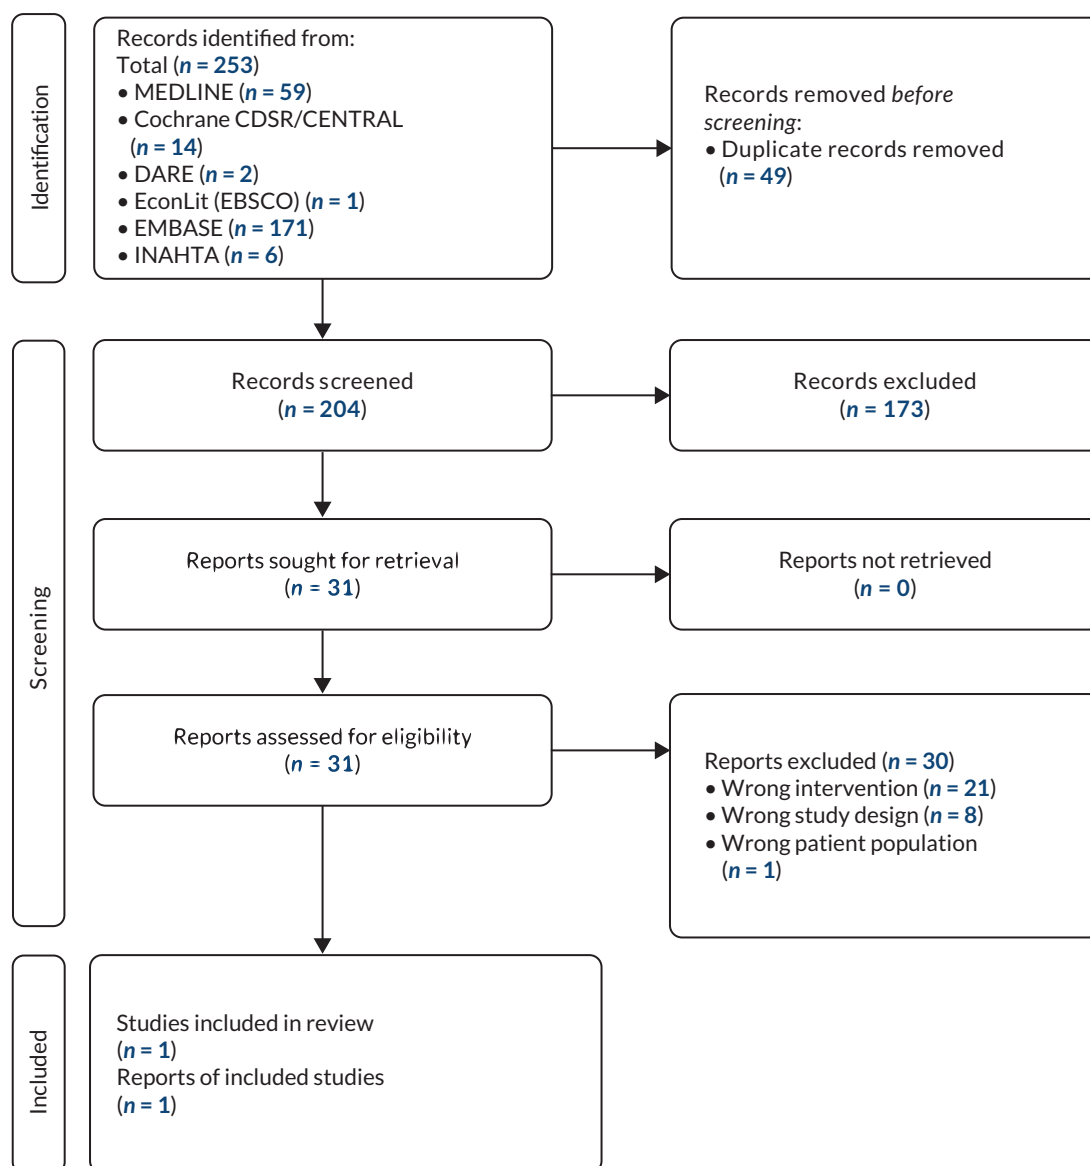 Identification
Records identified from:
Total (n = 253)
• MEDLINE (n = 59)
• Cochrane CDSR/CENTRAL
(n = 14)
• DARE (n = 2)
• EconLit (EBSCO) (n = 1)
• EMBASE (n = 171)
• INAHTA (n = 6)
Records removed before
screening:
• Duplicate records removed
(n = 49)
Screening
Records screened
(n = 204)
Records excluded
(n = 173)
Reports sought for retrieval
(n = 31)
Reports not retrieved
(n = 0)
Reports assessed for eligibility
(n = 31)
Reports excluded (n = 30)
• Wrong intervention (n = 21)
• Wrong study design (n = 8)
• Wrong patient population
(n = 1)
Included
Studies included in review
(n = 1)
Reports of included studies
(n = 1)